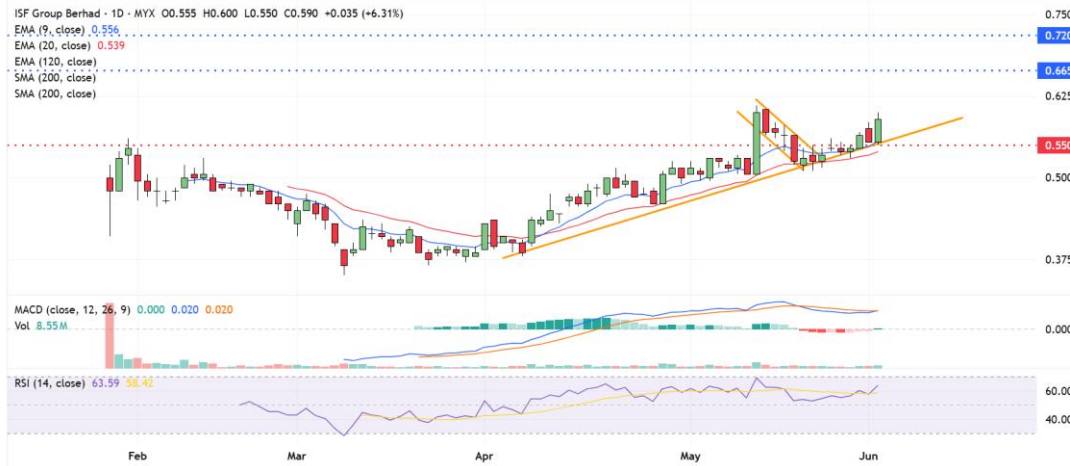 ISF Group Berhad · 1D · MYX O0.555 H0.600 L0.550 C0.590 +0.035 (+6.31%)
EMA (9, close) 0.556
EMA (20, close) 0.539
EMA (120, close)
SMA (200, close)
SMA (200, close)
0.750
0.720
0.665
0.625
0.550
0.500
0.375
MACD (close, 12, 26, 9) 0.000 0.020 0.020
Vol 8.55M
0.000
RSI (14, close) 63.59 58.42
60.00
40.00
Feb Mar Apr May Jun